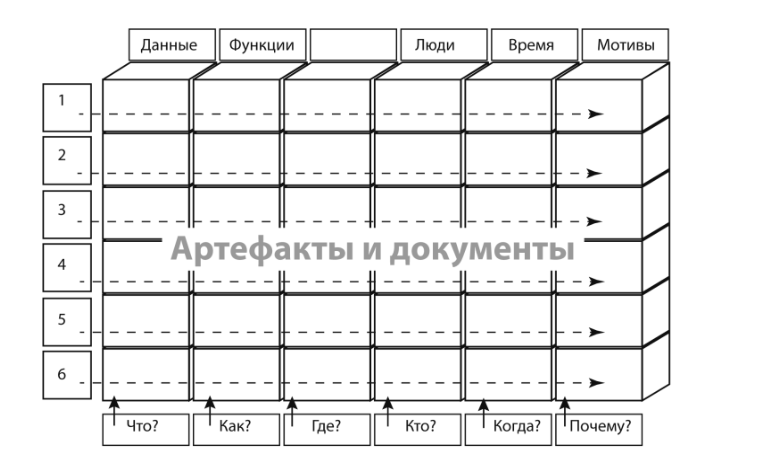 Данные
Функции
Люди
Время
Мотивы
1
2
3
Артефакты и документы
4
5
6
Что?
Как?
Где?
Кто?
Когда?
Почему?